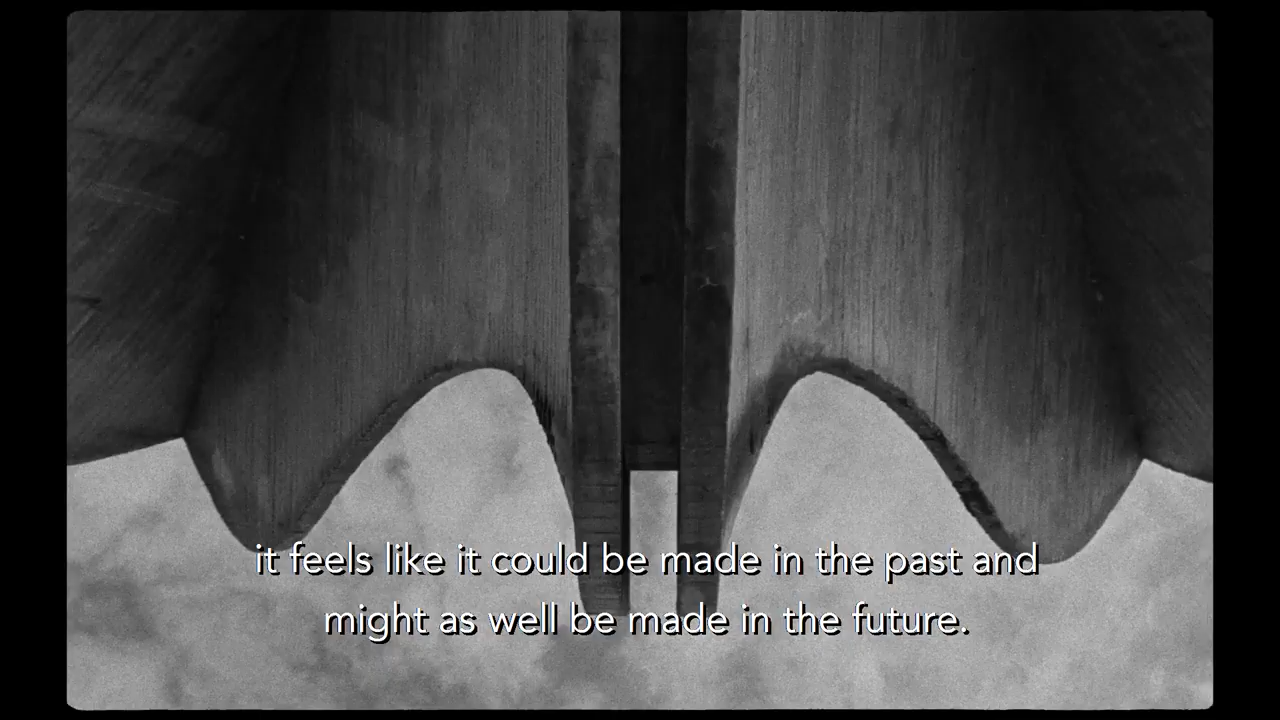 it feels like it could be made in the past and
might as well be made in the future.